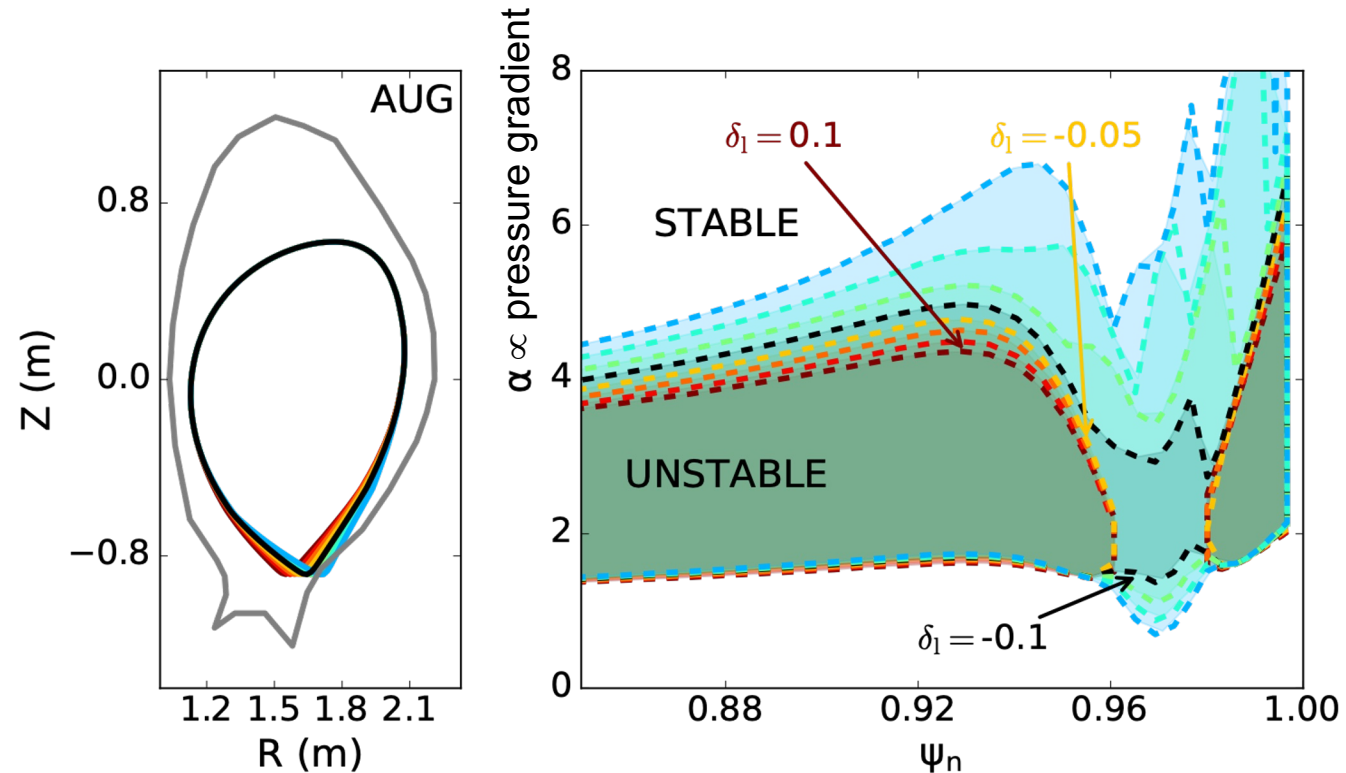 AUG
Z (m)
0.8
0.0
−0.8
1.2 1.5 1.8 2.1
R (m)
α ∝ pressure gradient
8
6
4
2
0
δl = 0.1
δl = -0.05
STABLE
UNSTABLE
δl = -0.1
0.88 0.92 0.96 1.00
ψn